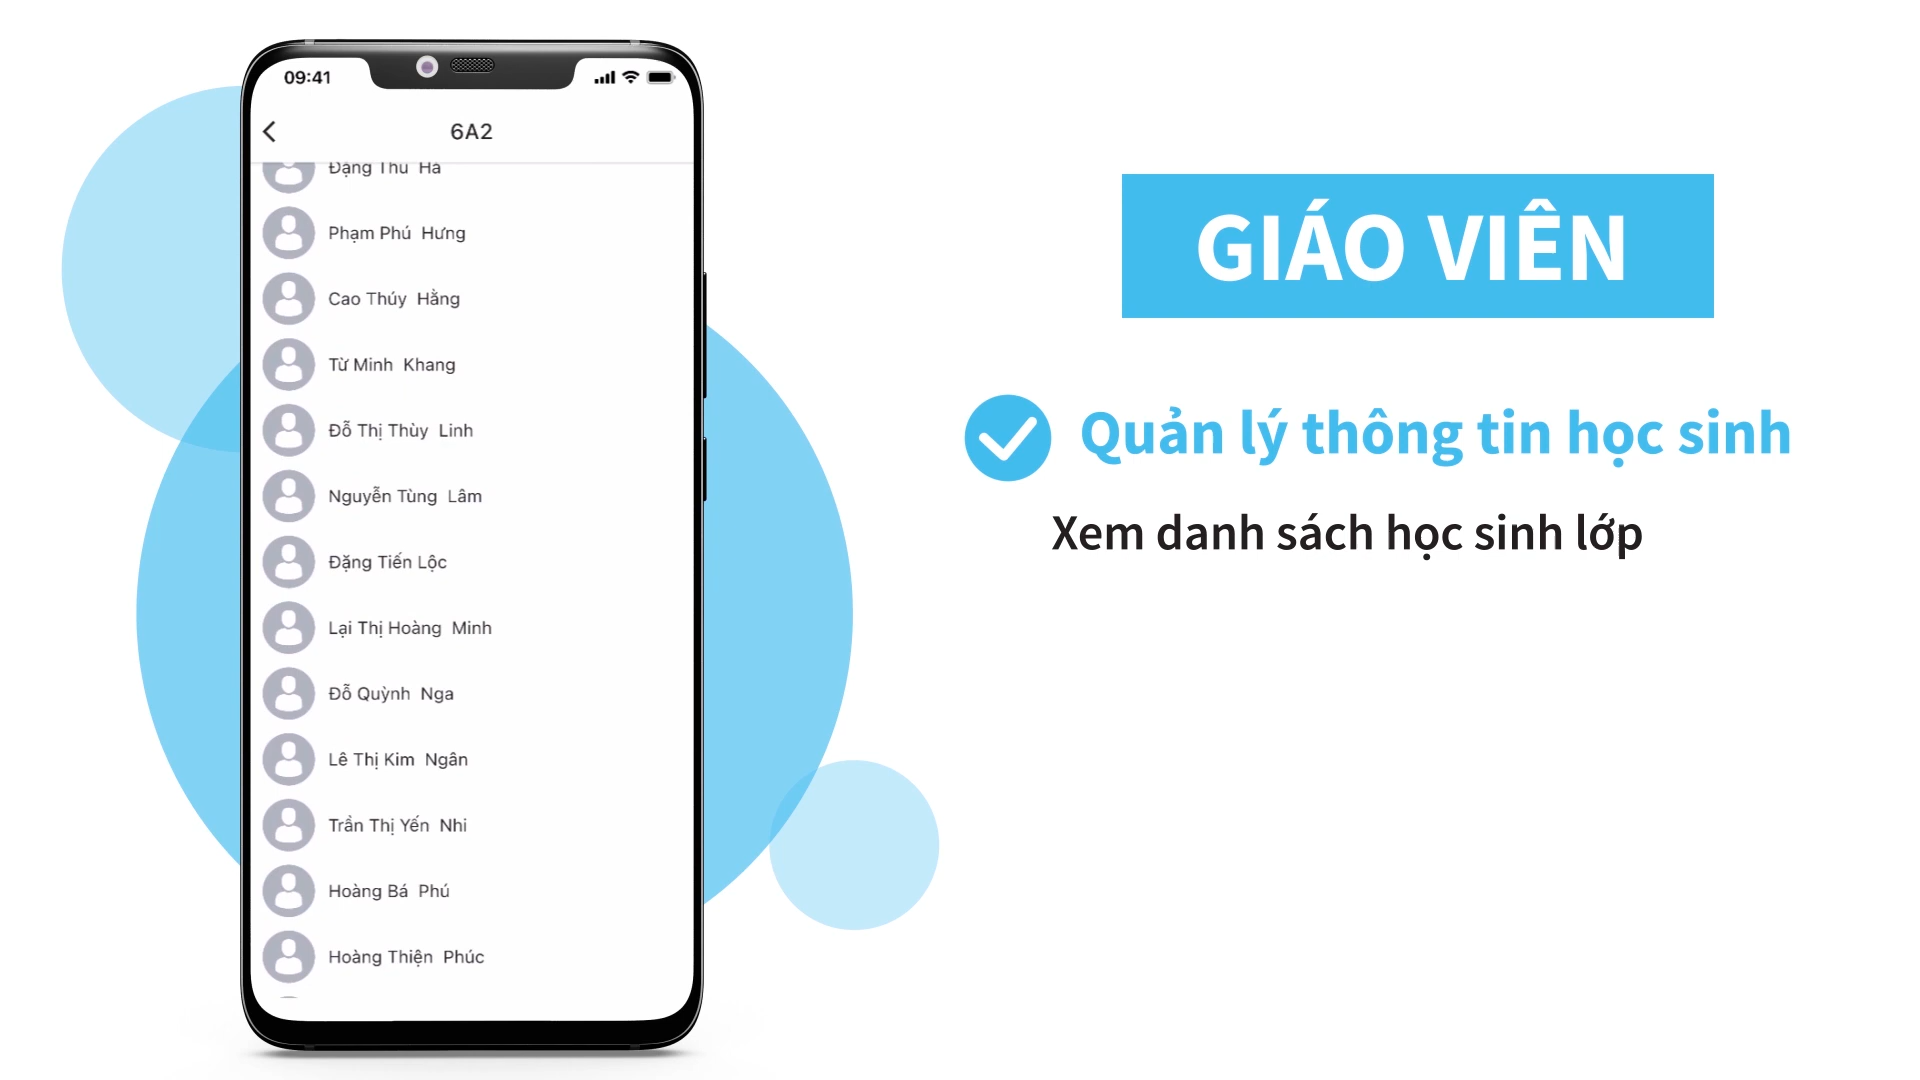 09:41
6A2
Đặng Thu Hà
Phạm Phú Hưng
Cao Thúy Hằng
Từ Minh Khang
Đỗ Thị Thùy Linh
Nguyễn Tùng Lâm
Đặng Tiến Lộc
Lại Thị Hoàng Minh
Đỗ Quỳnh Nga
Lê Thị Kim Ngân
Trần Thị Yến Nhi
Hoàng Bá Phú
Hoàng Thiện Phúc
GIÁO VIÊN
Quản lý thông tin học sinh
Xem danh sách học sinh lớp